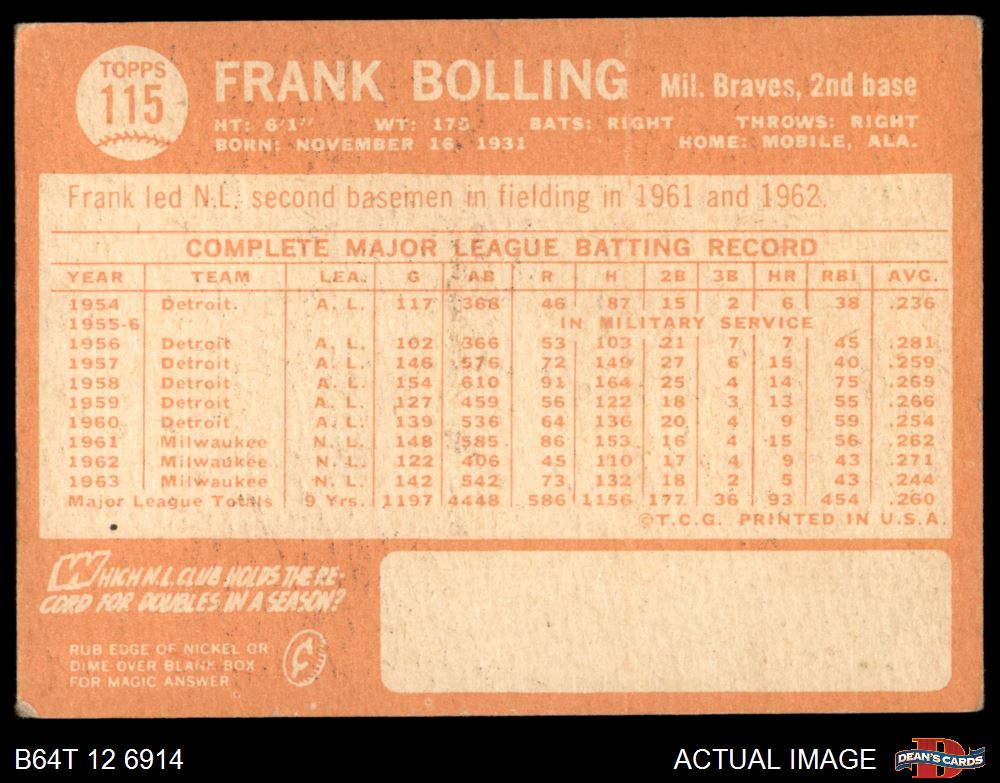 TOPPS
115
FRANK BOLLING Mil. Braves, 2nd base
HT: 6'1" WT: 175 BATS: RIGHT THROWS: RIGHT
BORN: NOVEMBER 16, 1931 HOME: MOBILE, ALA.
Frank led N.L. second basemen in fielding in 1961 and 1962.
COMPLETE MAJOR LEAGUE BATTING RECORD
YEAR TEAM LEA. G AB R H 2B 3B HR RBI AVG.
1954 Detroit. A. L. 117 368 46 87 15 2 6 38 .236
1955-6 IN MILITARY SERVICE
1956 Detroit A. L. 102 366 53 103 21 7 7 45 .281
1957 Detroit A. L. 146 576 72 149 27 6 15 40 .259
1958 Detroit A. L. 154 610 91 164 25 4 14 75 .269
1959 Detroit A. L. 127 459 56 122 18 3 13 55 .266
1960 Detroit A. L. 139 536 64 136 20 4 9 59 .254
1961 Milwaukee N. L. 148 585 86 153 16 4 15 56 .262
1962 Milwaukee N. L. 122 406 45 110 17 4 9 43 .271
1963 Milwaukee N. L. 142 542 73 132 18 2 5 43 .244
Major League Totals 9 Yrs. 1197 4448 586 1156 177 36 93 454 .260
©T.C.G. PRINTED IN U.S.A.
WHICH N.L. CLUB HOLDS THE RE-
CORD FOR DOUBLES IN A SEASON?
RUB EDGE OF NICKEL OR
DIME OVER BLANK BOX
FOR MAGIC ANSWER
B64T 12 6914 ACTUAL IMAGE
DEAN'S CARDS